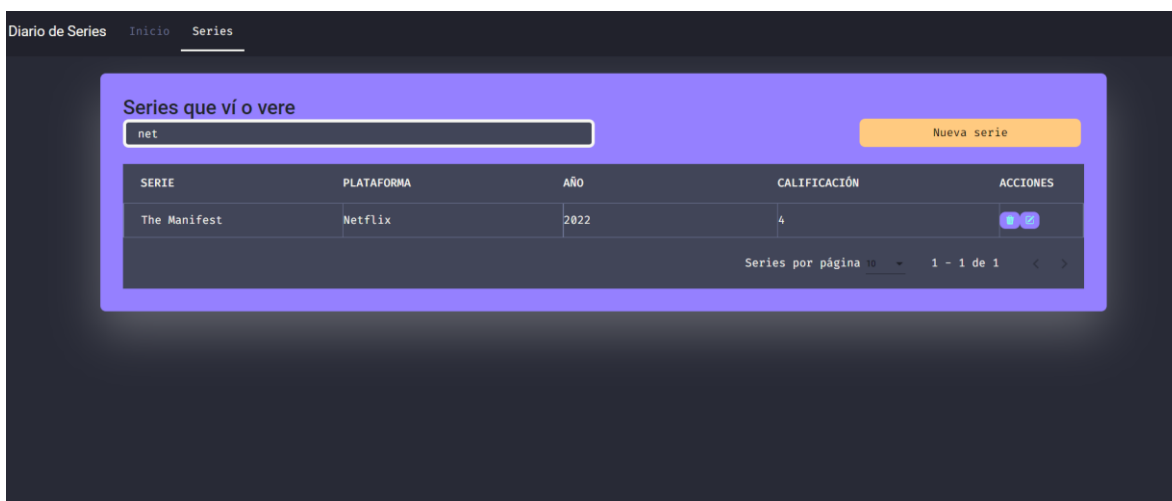 Diario de Series Inicio Series
Series que ví o vere
net
Nueva serie
SERIE PLATAFORMA AÑO CALIFICACIÓN ACCIONES
The Manifest Netflix 2022 4
Series por página 10 1 – 1 de 1